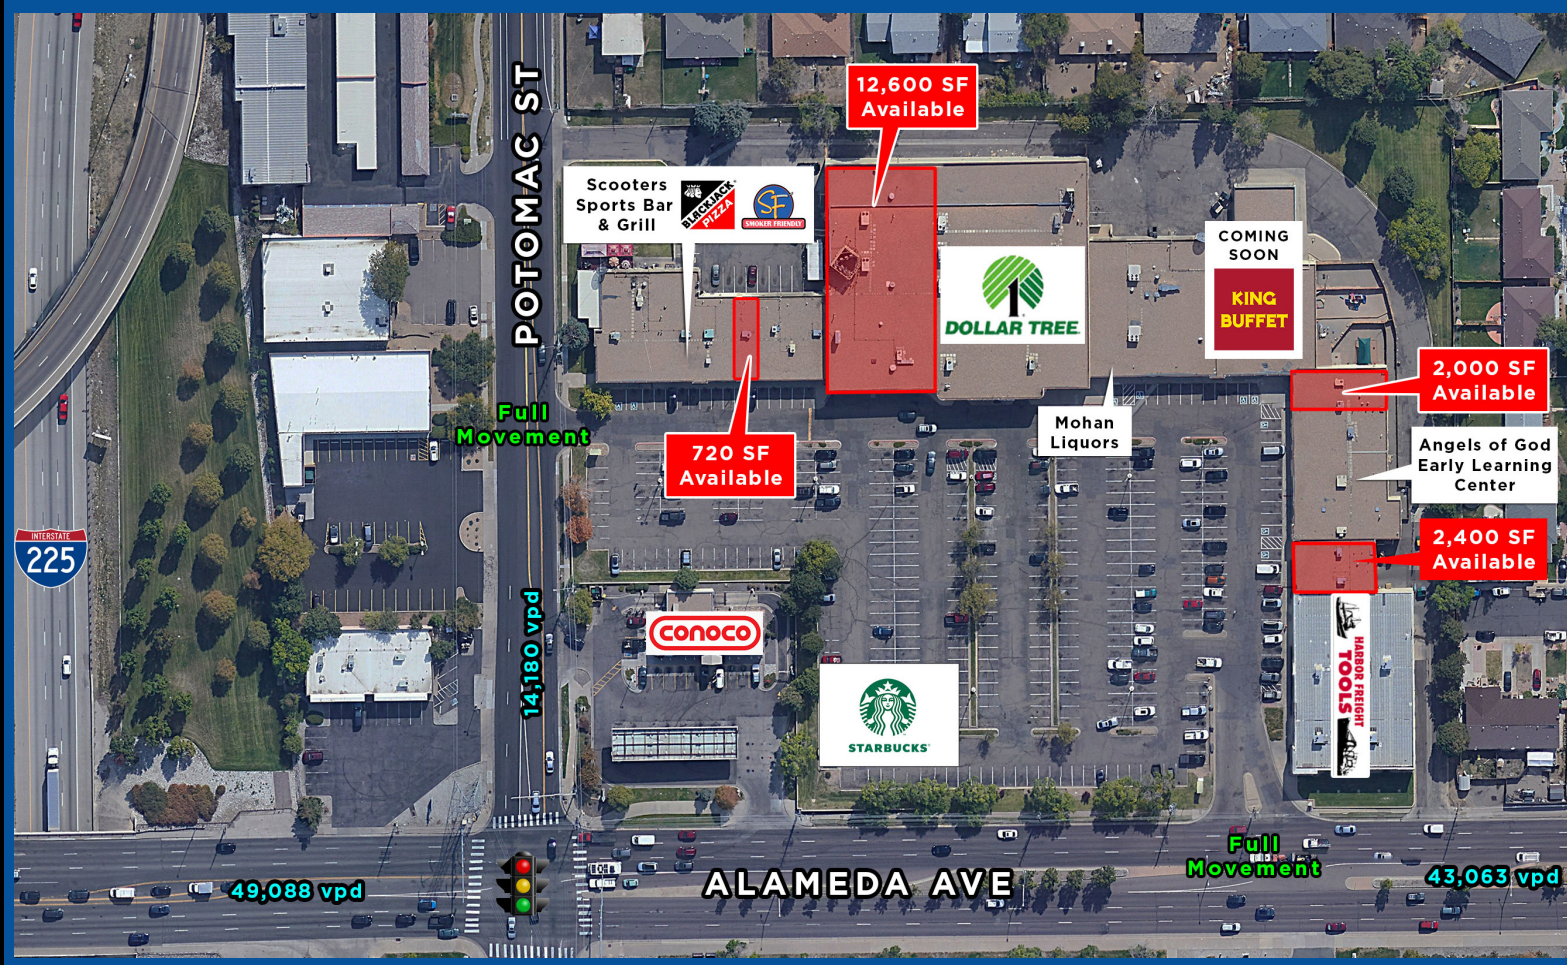 POTOMAC ST
12,600 SF
Available
Scooters
Sports Bar
& Grill
BLACKJACK
PIZZA
SF
SMOKER FRIENDLY
COMING
SOON
KING
BUFFET
1
DOLLAR TREE
2,000 SF
Available
Full
Movement
Mohan
Liquors
720 SF
Available
Angels of God
Early Learning
Center
INTERSTATE
225
2,400 SF
Available
14,180 vpd
conoco
HARBOR FREIGHT
TOOLS
STARBUCKS
Full
Movement
49,088 vpd
ALAMEDA AVE
43,063 vpd